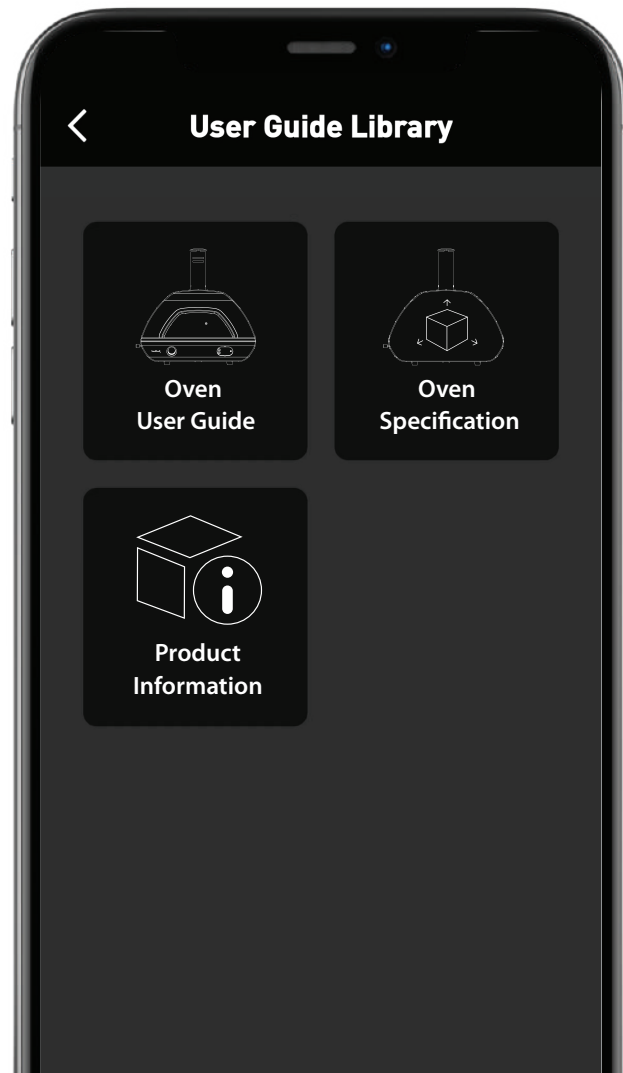 User Guide Library
Oven
User Guide
Oven
Specification
Product
Information